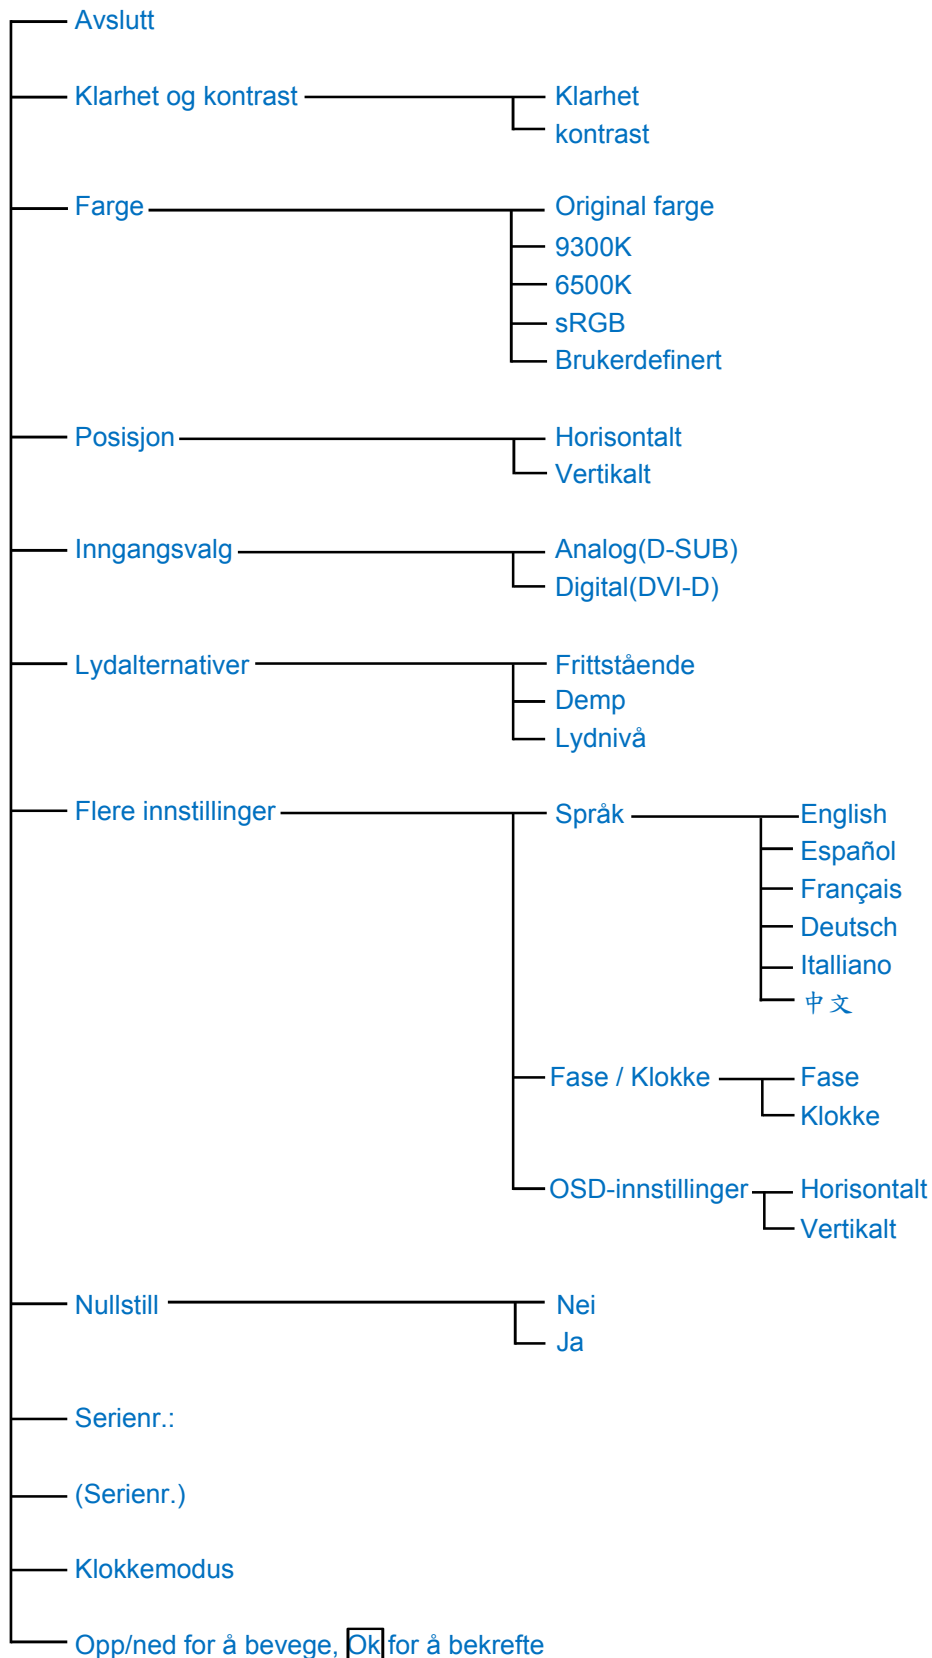 Avslutt
Klarhet og kontrast
Klarhet
kontrast
Farge
Original farge
9300K
6500K
sRGB
Brukerdefinert
Posisjon
Horisontalt
Vertikalt
Inngangsvalg
Analog(D-SUB)
Digital(DVI-D)
Lydalternativer
Frittstående
Demp
Lydnivå
Flere innstillinger
Språk
English
Español
Français
Deutsch
Italliano
中文
Fase / Klokke
Fase
Klokke
OSD-innstillinger
Horisontalt
Vertikalt
Nullstill
Nei
Ja
Serienr.:
(Serienr.)
Klokkemodus
Opp/ned for å bevege, Ok for å bekrefte